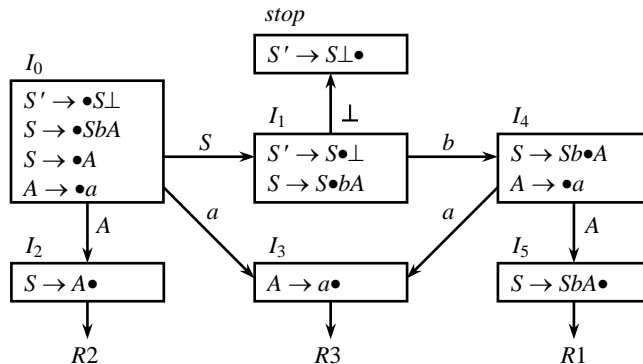 stop
S′ → S⊥●
I0
S′ → ●S⊥
S → ●SbA
S → ●A
A → ●a
S
I1
⊥
S′ → S●⊥
S → S●bA
b
I4
S → Sb●A
A → ●a
A
a
a
A
I2
S → A●
I3
A → a●
I5
S → SbA●
R2
R3
R1